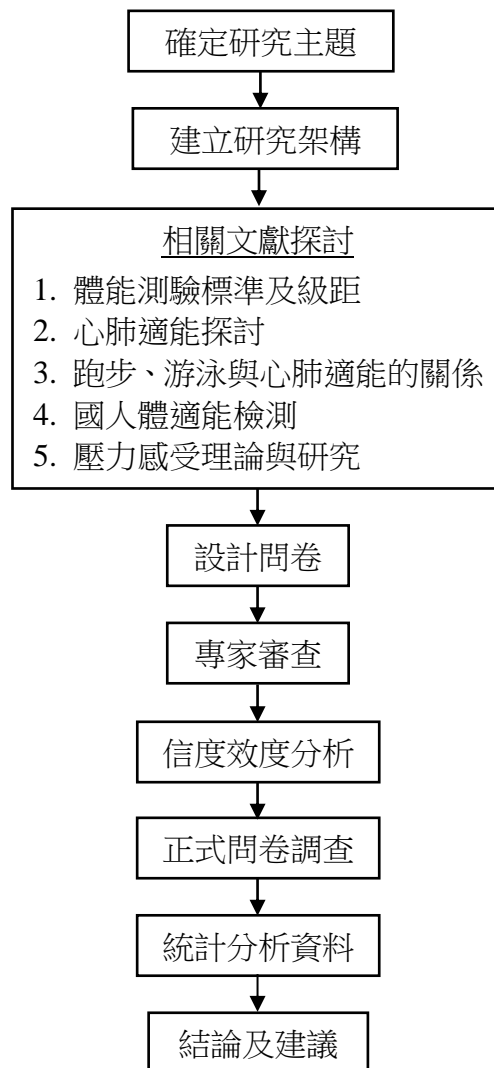 確定研究主題
建立研究架構
相關文獻探討
1. 體能測驗標準及級距
2. 心肺適能探討
3. 跑步、游泳與心肺適能的關係
4. 國人體適能檢測
5. 壓力感受理論與研究
設計問卷
專家審查
信度效度分析
正式問卷調查
統計分析資料
結論及建議